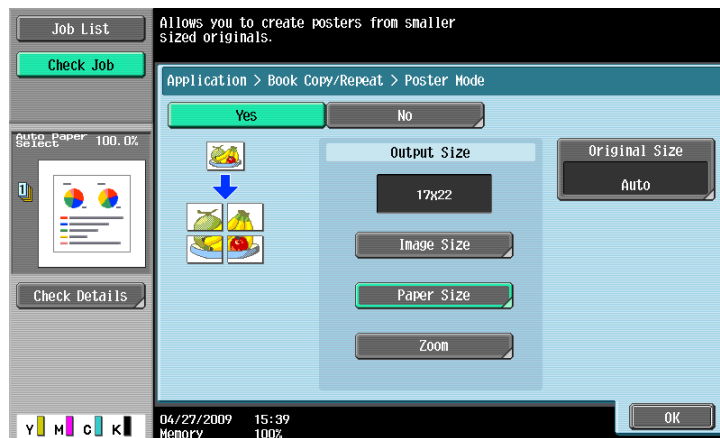 Job List
Check Job
Allows you to create posters from smaller
sized originals.
Application > Book Copy/Repeat > Poster Mode
Yes
No
Auto Paper
Select
100.0%
Output Size
17x22
Image Size
Paper Size
Zoom
Original Size
Auto
Check Details
Y M C K
04/27/2009 15:39
Memory 100%
OK